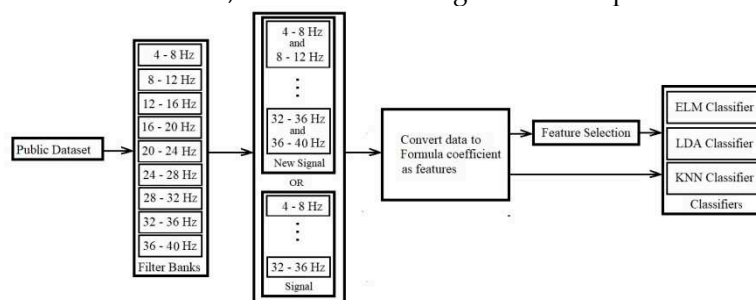 Public Dataset
4 - 8 Hz
8 - 12 Hz
12 - 16 Hz
16 - 20 Hz
20 - 24 Hz
24 - 28 Hz
28 - 32 Hz
32 - 36 Hz
36 - 40 Hz
Filter Banks
4 - 8 Hz
and
8 - 12 Hz
32 - 36 Hz
and
36 - 40 Hz
New Signal
OR
4 - 8 Hz
32 - 36 Hz
Signal
Convert data to
Formula coefficient
as features
Feature Selection
ELM Classifier
LDA Classifier
KNN Classifier
Classifiers